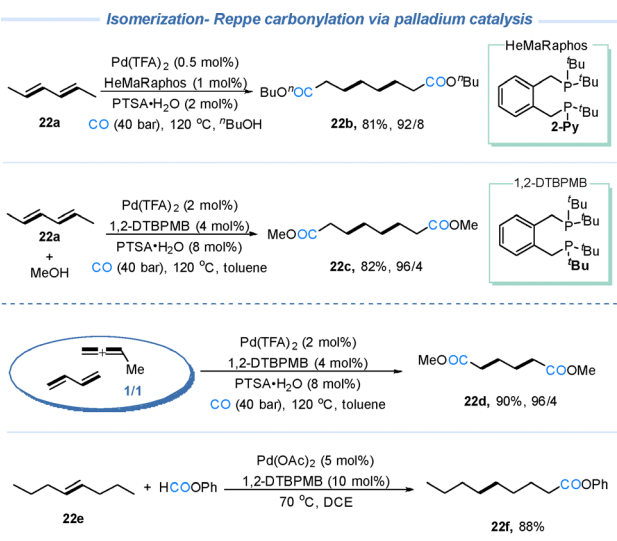 Isomerization- Reppe carbonylation via palladium catalysis
Pd(TFA)₂ (0.5 mol%)
HeMaRaphos (1 mol%)
PTSA•H₂O (2 mol%)
CO (40 bar), 120 °C, ⁿBuOH
22a
BuOⁿOC
COOⁿBu
22b, 81%, 92/8
HeMaRaphos
ᵗBu
P
ᵗBu
P
ᵗBu
2-Py
22a
+
MeOH
Pd(TFA)₂ (2 mol%)
1,2-DTBPMB (4 mol%)
PTSA•H₂O (8 mol%)
CO (40 bar), 120 °C, toluene
MeOOC
COOMe
22c, 82%, 96/4
1,2-DTBPMB
ᵗBu
P
ᵗBu
P
ᵗBu
ᵗBu
+
Me
1/1
Pd(TFA)₂ (2 mol%)
1,2-DTBPMB (4 mol%)
PTSA•H₂O (8 mol%)
CO (40 bar), 120 °C, toluene
MeOOC
COOMe
22d, 90%, 96/4
22e
+ HCOOPh
Pd(OAc)₂ (5 mol%)
1,2-DTBPMB (10 mol%)
70 °C, DCE
COOPh
22f, 88%